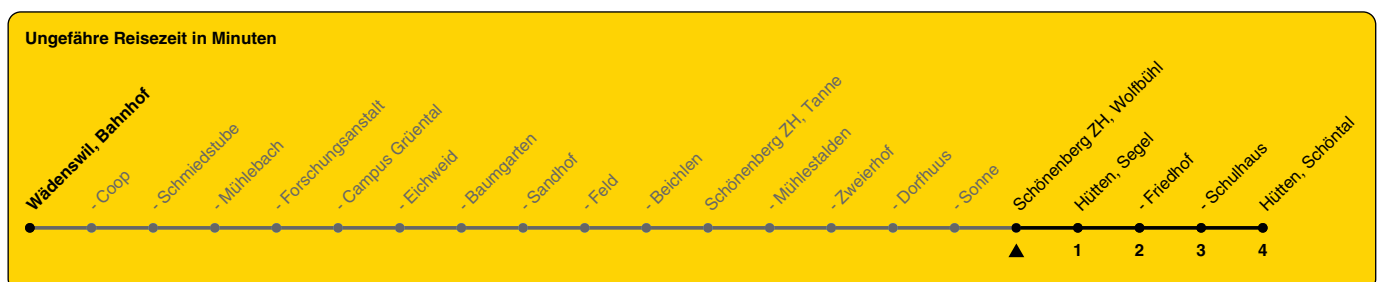 Ungefähre Reisezeit in Minuten
Wädenswil, Bahnhof
- Coop
- Schmiedstube
- Mühlebach
- Forschungsanstalt
- Campus Grüental
- Eichweid
- Baumgarten
- Sandhof
- Feld
- Beichlen
Schönenberg ZH, Tanne
- Mühlestalden
- Zweierhof
- Dorfhuus
- Sonne
Schönenberg ZH, Wolfbühl
Hütten, Segel
- Friedhof
- Schulhaus
Hütten, Schöntal
1 2 3 4